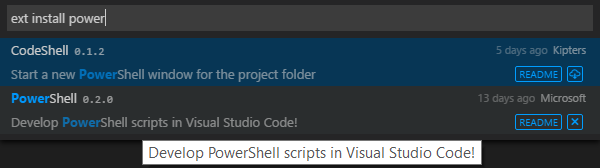 ext install power
CodeShell 0.1.2 5 days ago Kipters
Start a new PowerShell window for the project folder README
PowerShell 0.2.0 13 days ago Microsoft
Develop PowerShell scripts in Visual Studio Code! README
Develop PowerShell scripts in Visual Studio Code!